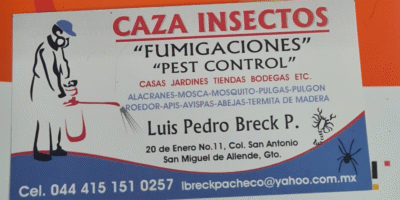 CAZA INSECTOS
"FUMIGACIONES"
"PEST CONTROL"
CASAS JARDINES TIENDAS BODEGAS ETC.
ALACRANES-MOSCA-MOSQUITO-PULGAS-PULGON
ROEDOR-APIS-AVISPAS-ABEJAS-TERMITA DE MADERA
Luis Pedro Breck P.
20 de Enero No.11, Col. San Antonio
San Miguel de Allende, Gto.
Cel. 044 415 151 0257 lbreckpacheco@yahoo.com.mx